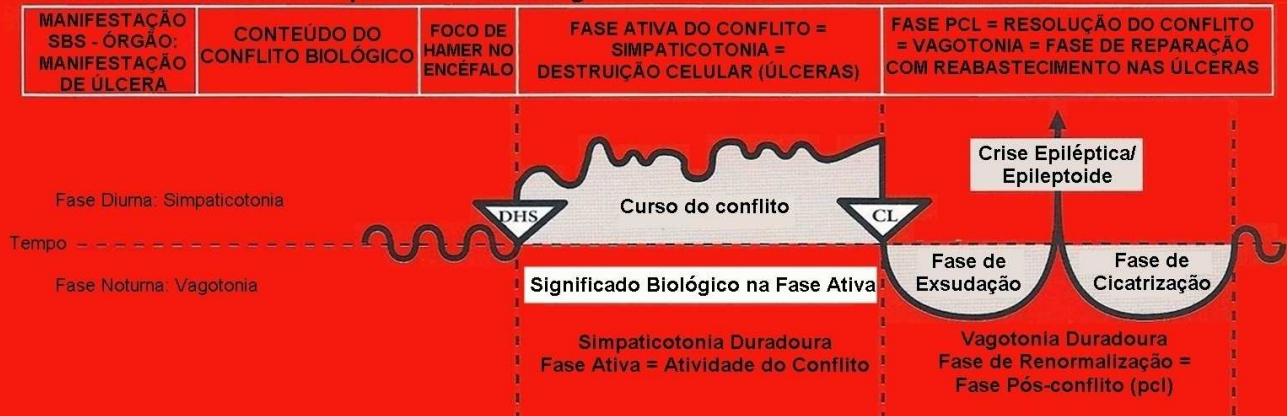 MANIFESTAÇÃO
SBS - ÓRGÃO:
MANIFESTAÇÃO
DE ÚLCERA
CONTEÚDO DO
CONFLITO BIOLÓGICO
FOCO DE
HAMER NO
ENCÉFALO
FASE ATIVA DO CONFLITO =
SIMPATICOTONIA =
DESTRUIÇÃO CELULAR (ÚLCERAS)
FASE PCL = RESOLUÇÃO DO CONFLITO
= VAGOTONIA = FASE DE REPARAÇÃO
COM REABASTECIMENTO NAS ÚLCERAS
Crise Epiléptica/
Epileptoide
Fase Diurna: Simpaticotonia
DHS
Curso do conflito
CL
Tempo
Fase Noturna: Vagotonia
Significado Biológico na Fase Ativa
Fase de
Exsudação
Fase de
Cicatrização
Simpaticotonia Duradoura
Fase Ativa = Atividade do Conflito
Vagotonia Duradoura
Fase de Renormalização =
Fase Pós-conflito (pcl)